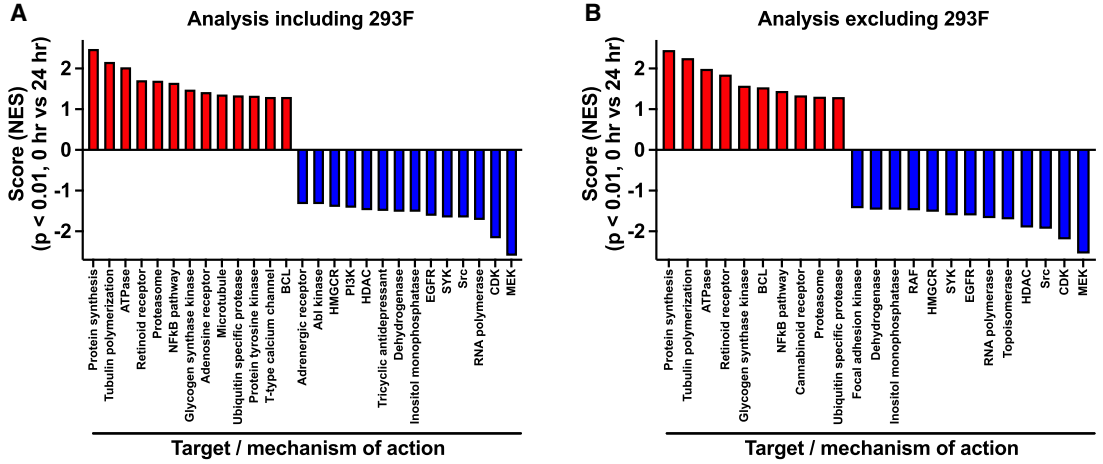 A
Analysis including 293F
Score (NES)
(p < 0.01, 0 hr vs 24 hr)
2
1
0
-1
-2
Protein synthesis
Tubulin polymerization
ATPase
Retinoid receptor
Proteasome
NFkB pathway
Glycogen synthase kinase
Adenosine receptor
Microtubule
Ubiquitin specific protease
Protein tyrosine kinase
T-type calcium channel
BCL
Adrenergic receptor
Abl kinase
HMGCR
PI3K
HDAC
Tricyclic antidepressant
Dehydrogenase
Inositol monophosphatase
EGFR
SYK
Src
RNA polymerase
CDK
MEK
Target / mechanism of action
B
Analysis excluding 293F
Score (NES)
(p < 0.01, 0 hr vs 24 hr)
2
1
0
-1
-2
Protein synthesis
Tubulin polymerization
ATPase
Retinoid receptor
Glycogen synthase kinase
BCL
NFkB pathway
Cannabinoid receptor
Proteasome
Ubiquitin specific protease
Focal adhesion kinase
Dehydrogenase
Inositol monophosphatase
RAF
HMGCR
SYK
EGFR
RNA polymerase
Topoisomerase
HDAC
Src
CDK
MEK
Target / mechanism of action